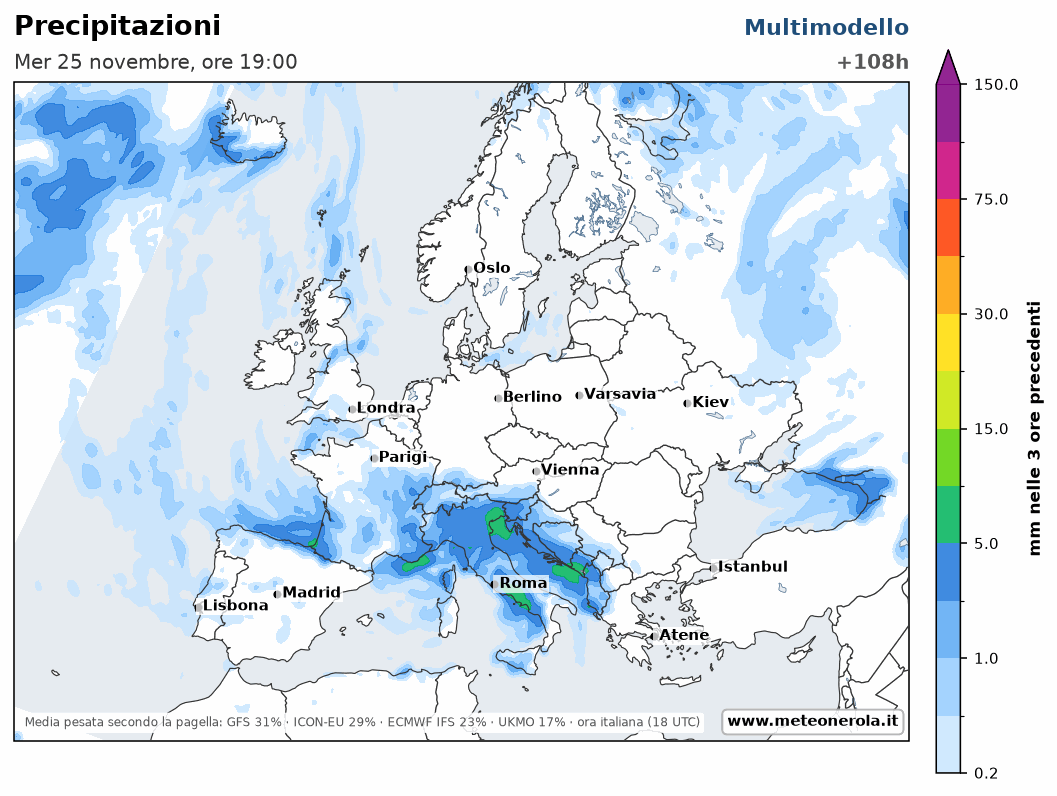 Precipitazioni
Multimodello
Mer 25 novembre, ore 19:00
+108h
150.0
75.0
30.0
15.0
5.0
1.0
0.2
mm nelle 3 ore precedenti
Oslo
Londra
Berlino
Varsavia
Kiev
Parigi
Vienna
Lisbona
Madrid
Roma
Istanbul
Atene
Media pesata secondo la pagella: GFS 31% · ICON-EU 29% · ECMWF IFS 23% · UKMO 17% · ora italiana (18 UTC)
www.meteonerola.it